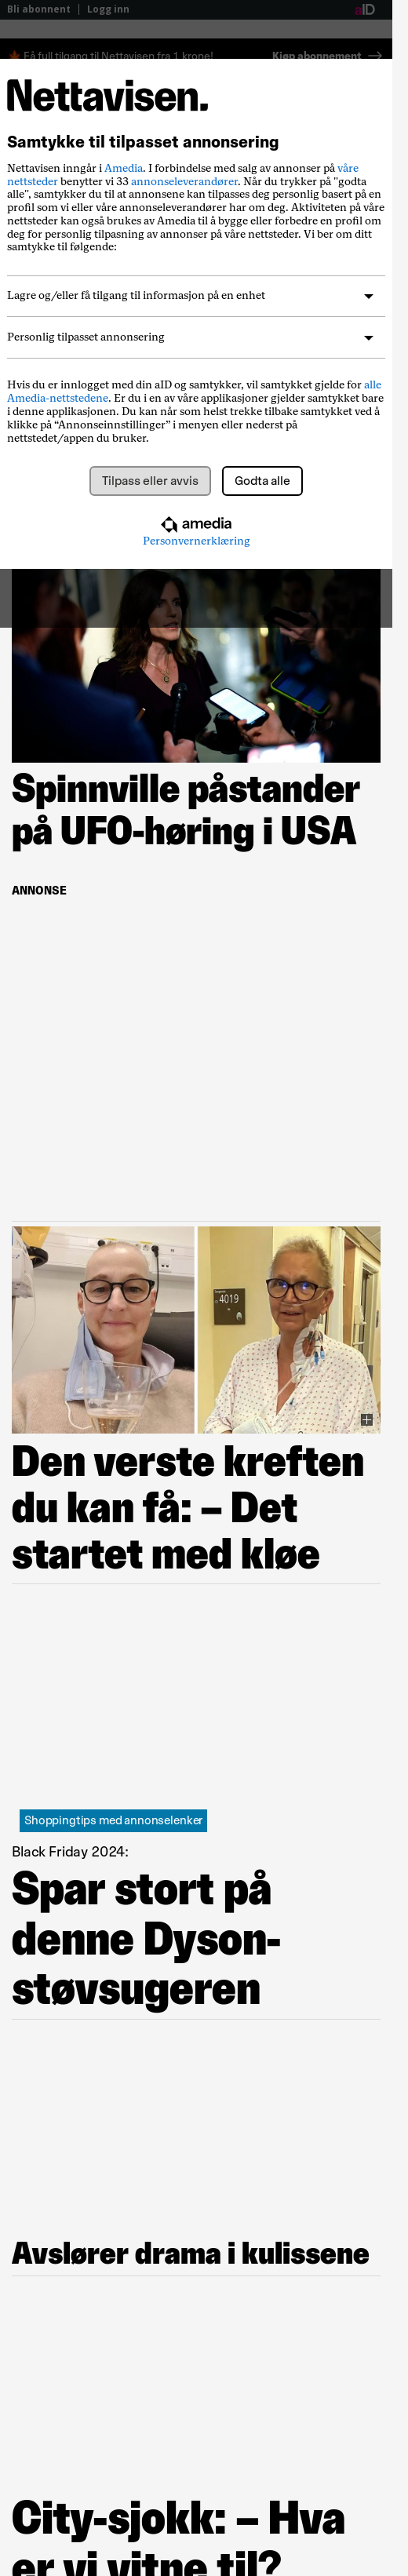 Bli abonnent | Logg inn
aID
Få full tilgang til Nettavisen fra 1 krone!
Kjøp abonnement →
Nettavisen.
Samtykke til tilpasset annonsering
Nettavisen inngår i Amedia. I forbindelse med salg av annonser på våre
nettsteder benytter vi 33 annonseleverandører. Når du trykker på "godta
alle", samtykker du til at annonsene kan tilpasses deg personlig basert på en
profil som vi eller våre annonseleverandører har om deg. Aktiviteten på våre
nettsteder kan også brukes av Amedia til å bygge eller forbedre en profil om
deg for personlig tilpasning av annonser på våre nettsteder. Vi ber om ditt
samtykke til følgende:
Lagre og/eller få tilgang til informasjon på en enhet
Personlig tilpasset annonsering
Hvis du er innlogget med din aID og samtykker, vil samtykket gjelde for alle
Amedia-nettstedene. Er du i en av våre applikasjoner gjelder samtykket bare
i denne applikasjonen. Du kan når som helst trekke tilbake samtykket ved å
klikke på “Annonseinnstillinger” i menyen eller nederst på
nettstedet/appen du bruker.
Tilpass eller avvis
Godta alle
amedia
Personvernerklæring
Spinnville påstander
på UFO-høring i USA
ANNONSE
4019
Den verste kreften
du kan få: – Det
startet med kløe
Shoppingtips med annonselenker
Black Friday 2024:
Spar stort på
denne Dyson-
støvsugeren
Avslører drama i kulissene
City-sjokk: – Hva
er vi vitne til?